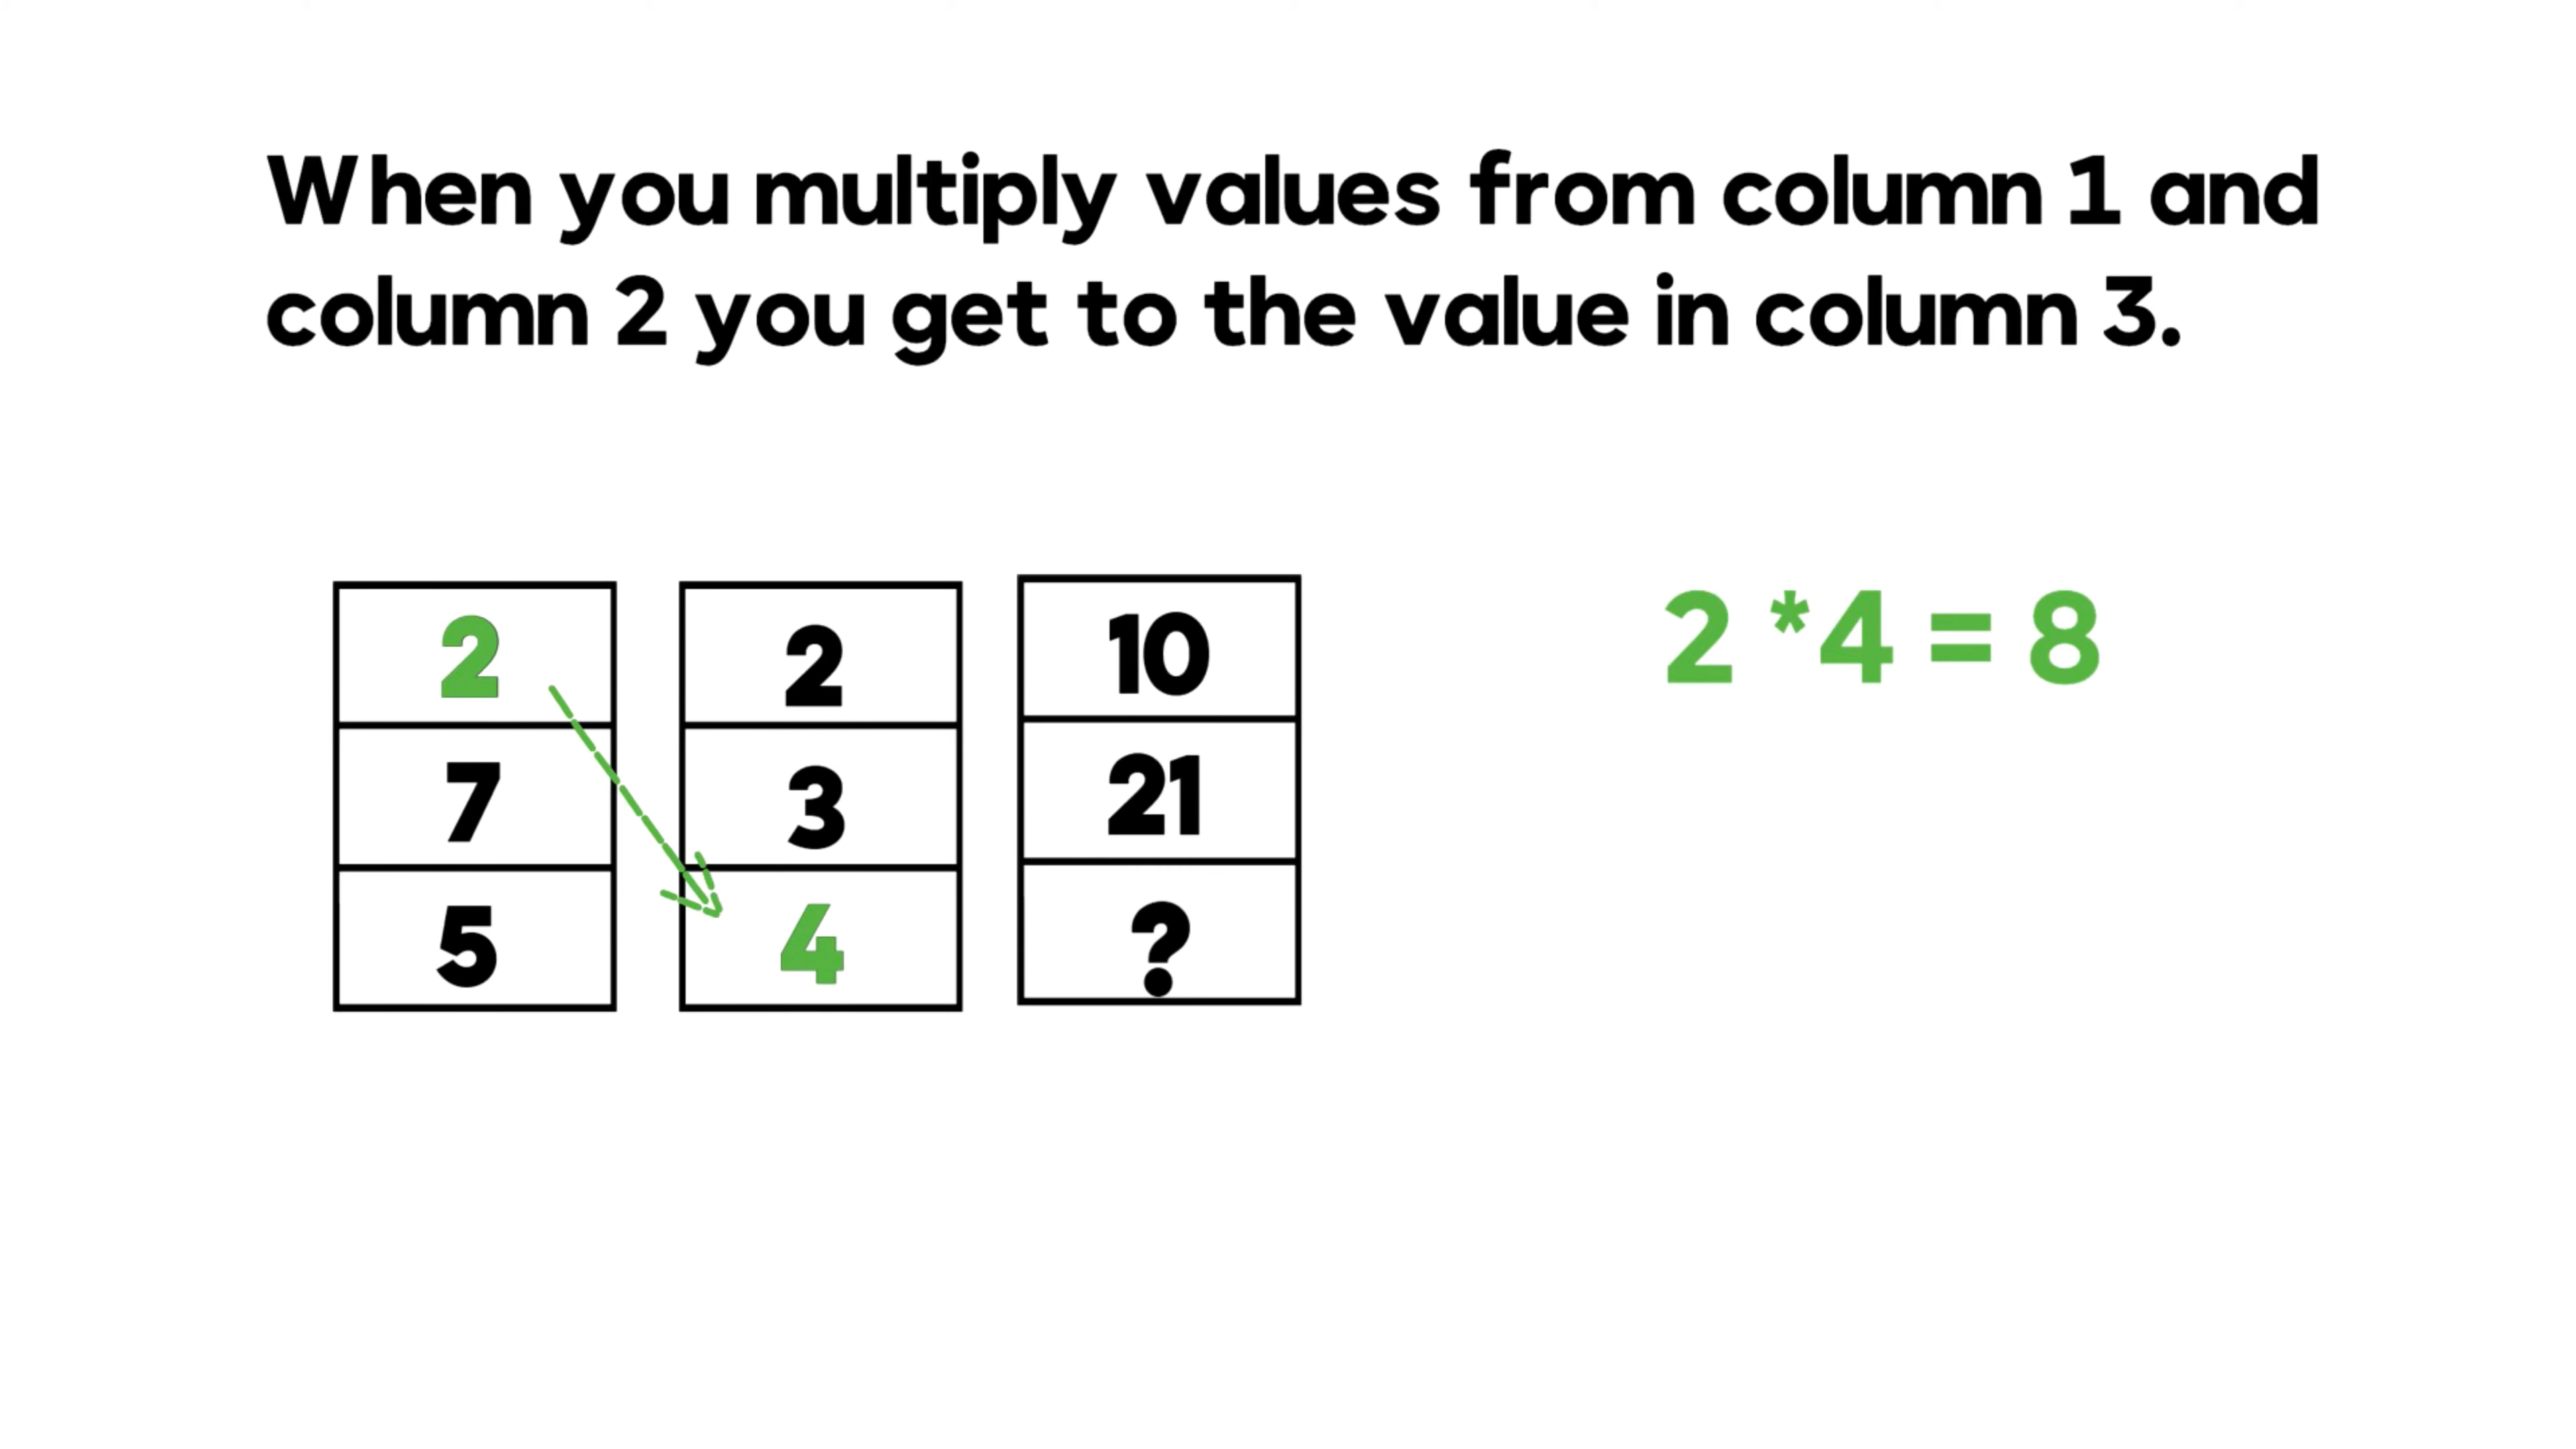 When you multiply values from column 1 and
column 2 you get to the value in column 3.
2 2 10
7 3 21
5 4 ?
2 *4 = 8